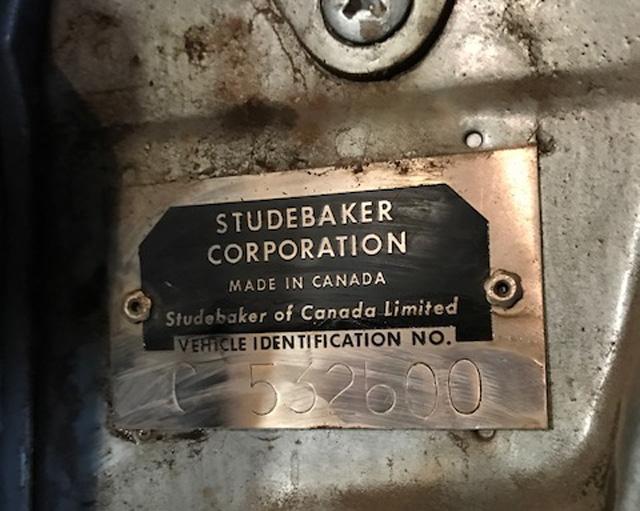 STUDEBAKER
CORPORATION
MADE IN CANADA
Studebaker of Canada Limited
VEHICLE IDENTIFICATION NO.
C 532600